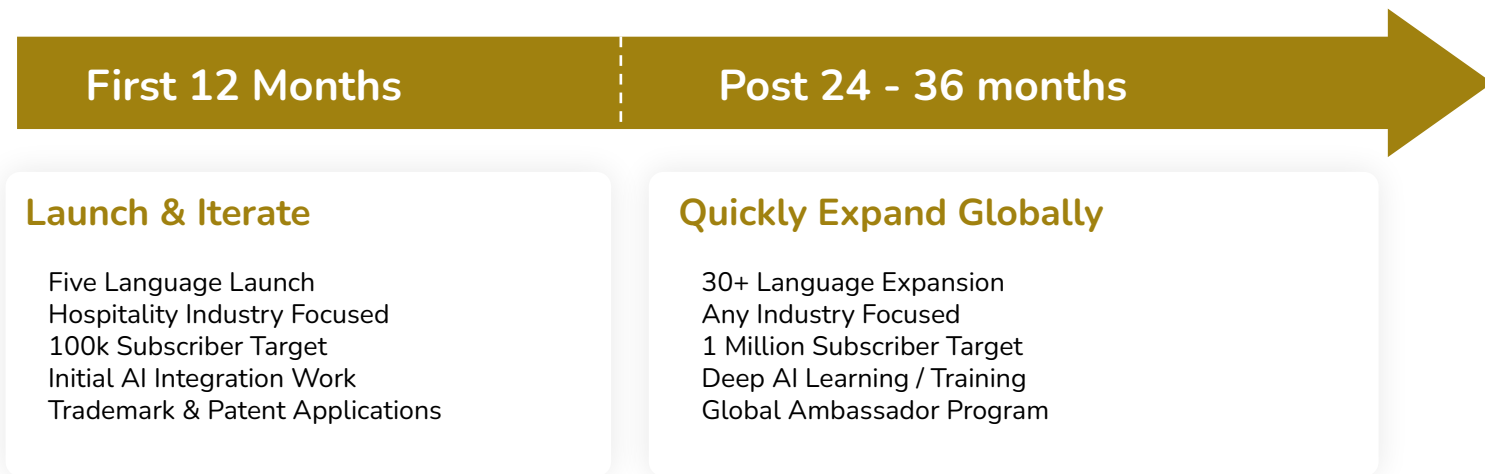 First 12 Months
Post 24 - 36 months
Launch & Iterate
Five Language Launch
Hospitality Industry Focused
100k Subscriber Target
Initial AI Integration Work
Trademark & Patent Applications
Quickly Expand Globally
30+ Language Expansion
Any Industry Focused
1 Million Subscriber Target
Deep AI Learning / Training
Global Ambassador Program